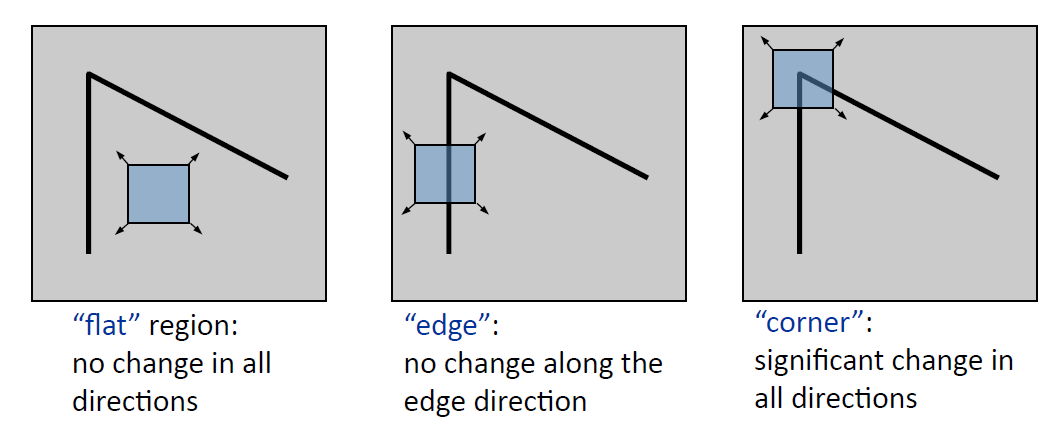 “flat” region:
no change in all
directions
“edge”:
no change along the
edge direction
“corner”:
significant change in
all directions